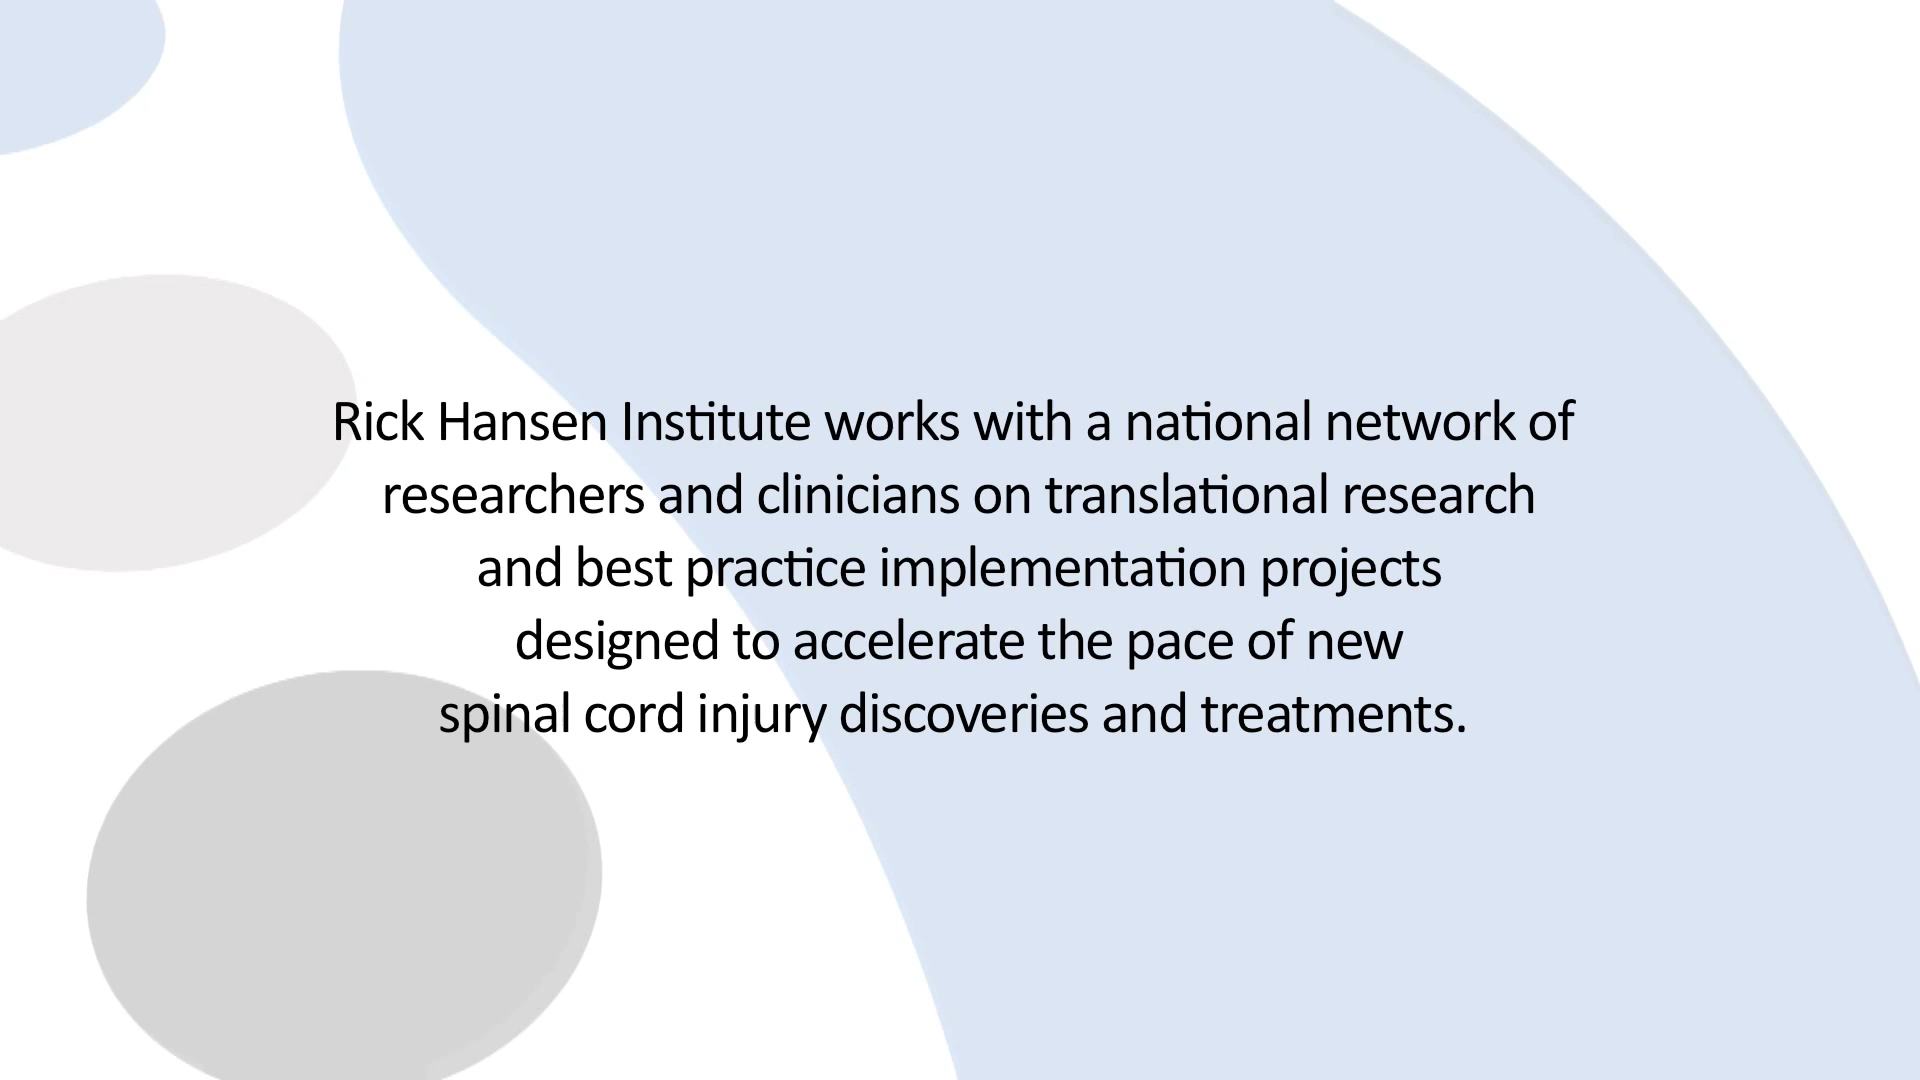 Rick Hansen Institute works with a national network of
researchers and clinicians on translational research
and best practice implementation projects
designed to accelerate the pace of new
spinal cord injury discoveries and treatments.